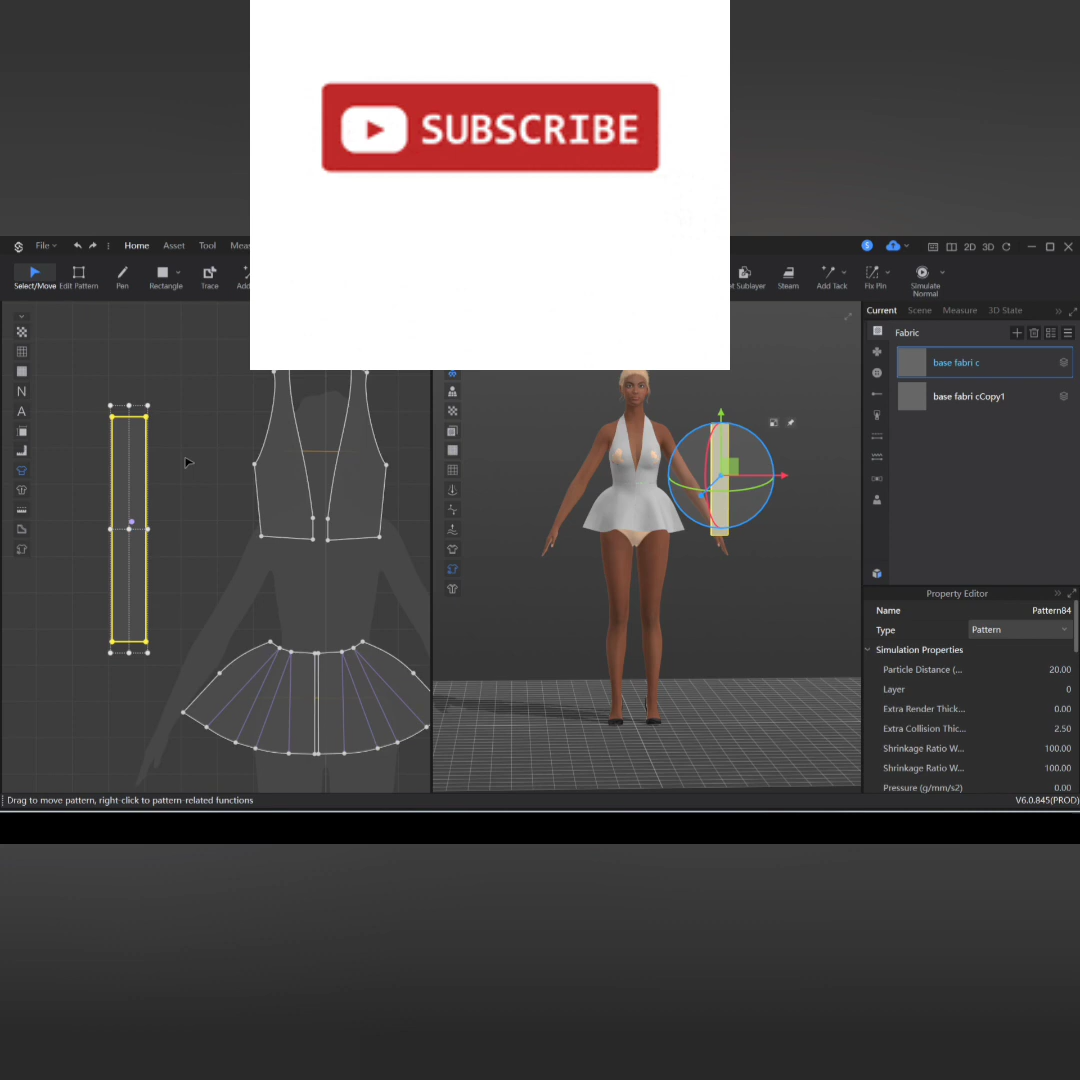 SUBSCRIBE
File Home Asset Tool
S 2D 3D
Select/Move Edit Pattern Pen Rectangle Trace
Sublayer Steam Add Tack Fix Pin Simulate
Normal
Current Scene Measure 3D State
Fabric
base fabri c
base fabri cCopy1
N
A
Property Editor
Name Pattern84
Type Pattern
Simulation Properties
Particle Distance (... 20.00
Layer 0
Extra Render Thick... 0.00
Extra Collision Thic... 2.50
Shrinkage Ratio W... 100.00
Shrinkage Ratio W... 100.00
Pressure (g/mm/s2) 0.00
Drag to move pattern, right-click to pattern-related functions V6.0.845(PROD)